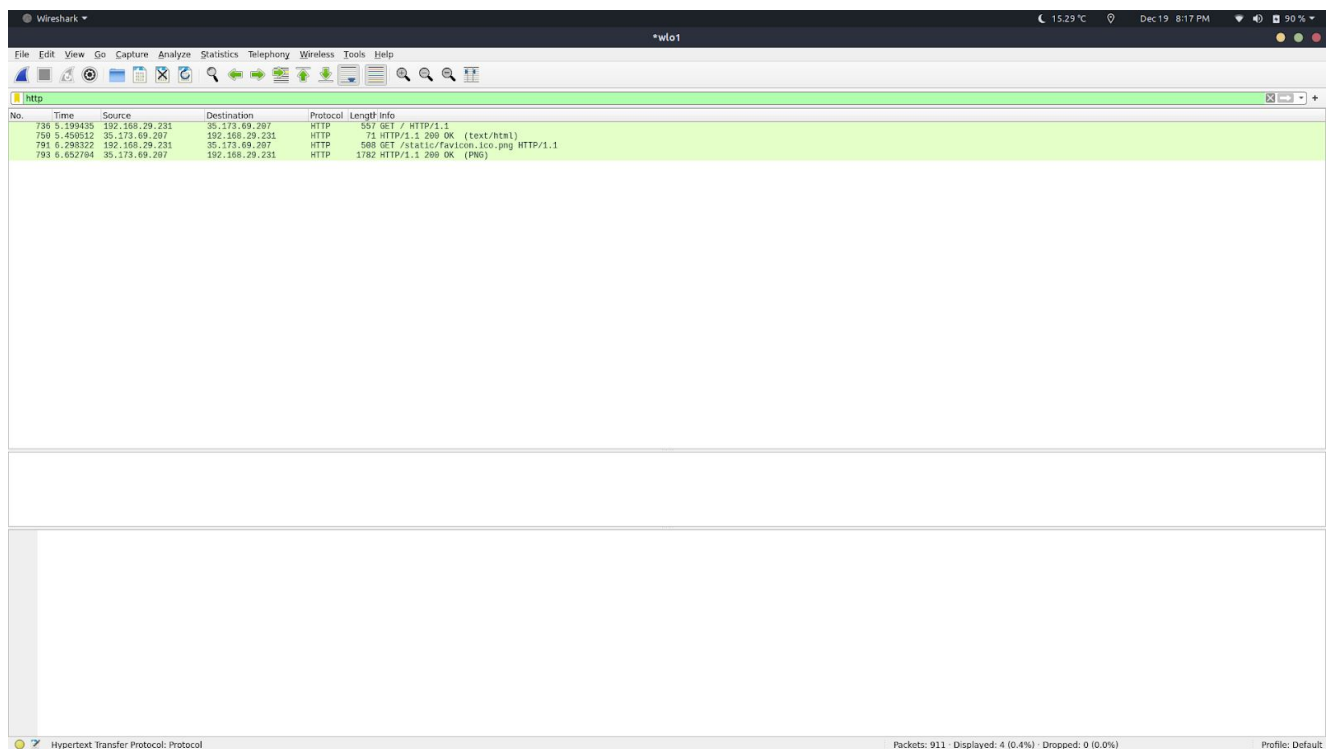 Wireshark 15.29 °C Dec 19 8:17 PM 90 %
*wlo1
File Edit View Go Capture Analyze Statistics Telephony Wireless Tools Help
http
No. Time Source Destination Protocol Length Info
736 5.199435 192.168.29.231 35.173.69.207 HTTP 557 GET / HTTP/1.1
750 5.450512 35.173.69.207 192.168.29.231 HTTP 71 HTTP/1.1 200 OK (text/html)
791 6.298322 192.168.29.231 35.173.69.207 HTTP 508 GET /static/favicon.ico.png HTTP/1.1
793 6.652704 35.173.69.207 192.168.29.231 HTTP 1782 HTTP/1.1 200 OK (PNG)
Hypertext Transfer Protocol: Protocol Packets: 911 · Displayed: 4 (0.4%) · Dropped: 0 (0.0%) Profile: Default